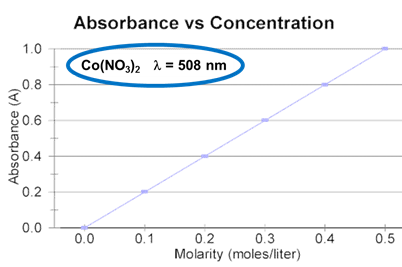 Absorbance vs Concentration
Co(NO₃)₂ λ = 508 nm
Absorbance (A)
1.0
0.8
0.6
0.4
0.2
0.0
0.0 0.1 0.2 0.3 0.4 0.5
Molarity (moles/liter)